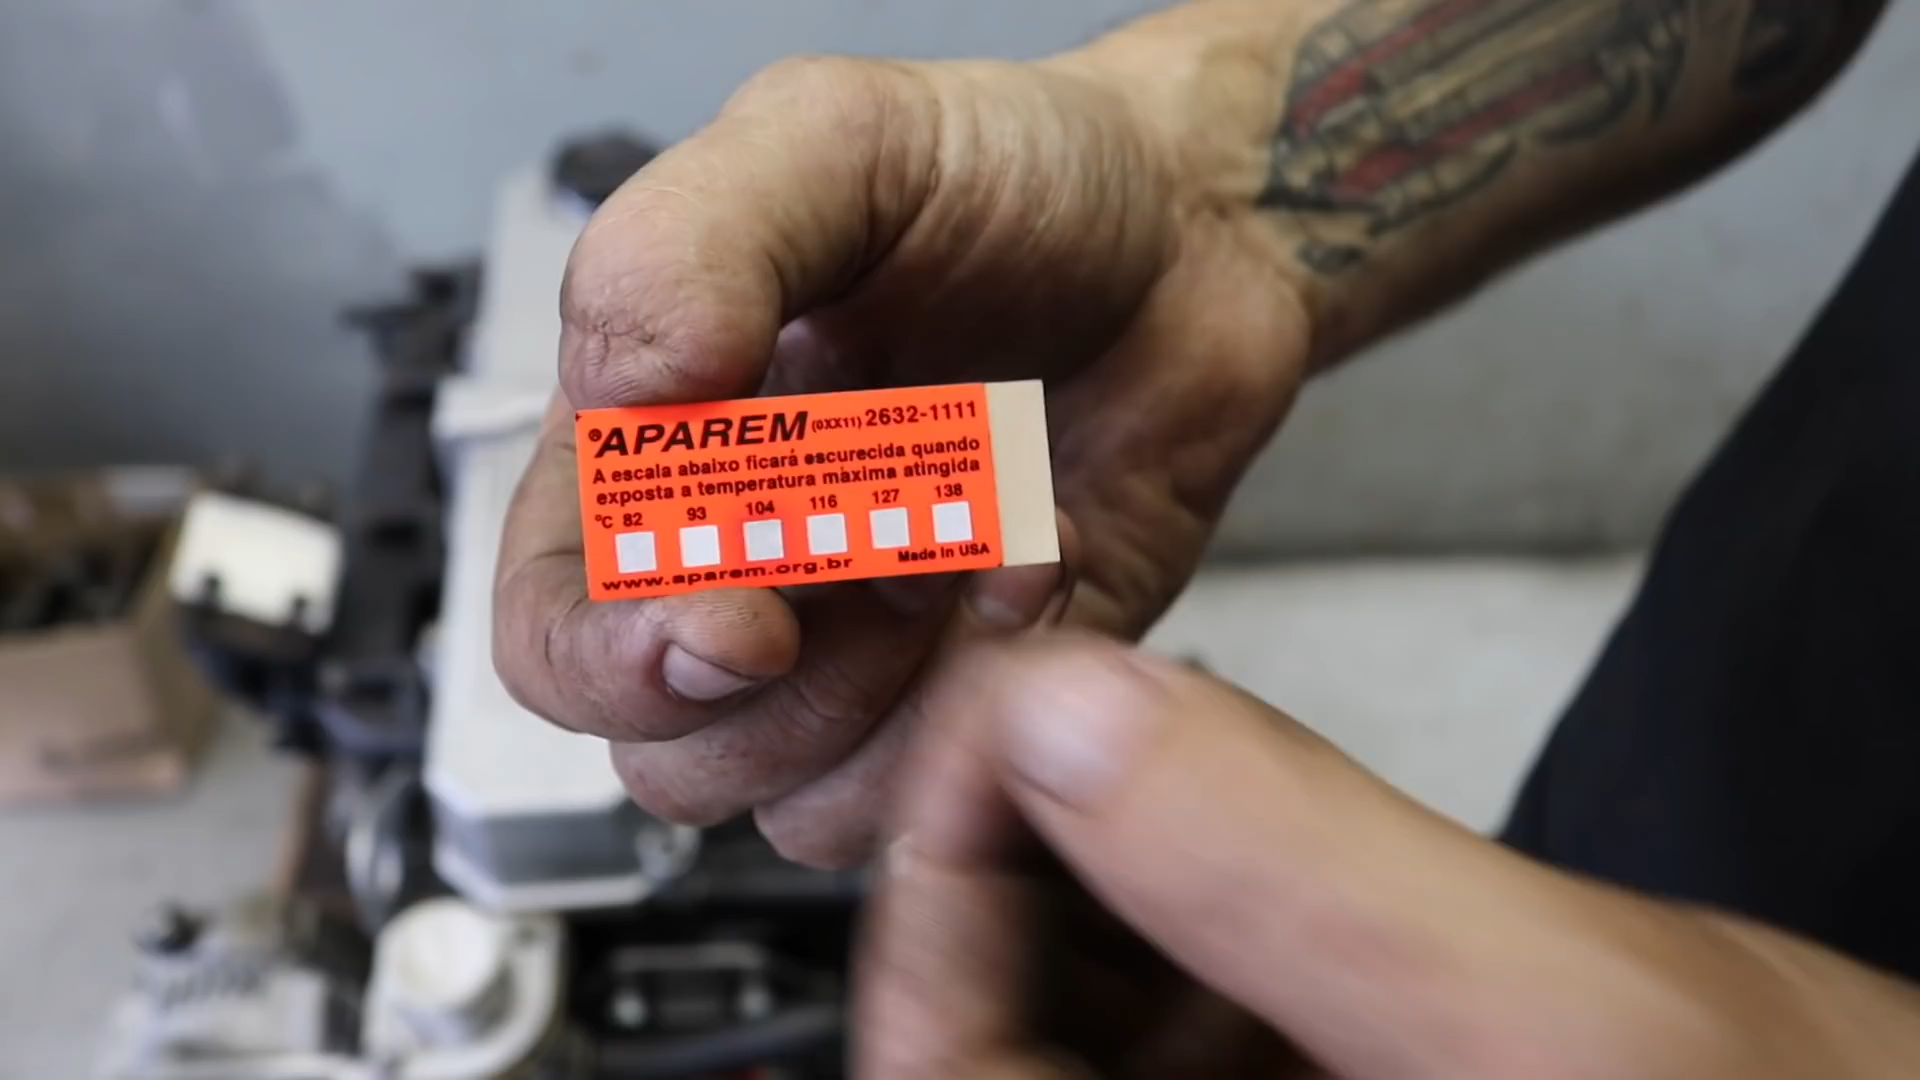 ®APAREM (0XX11) 2632-1111
A escala abaixo ficará escurecida quando
exposta a temperatura máxima atingida
°C 82 93 104 116 127 138
Made in USA
www.aparem.org.br